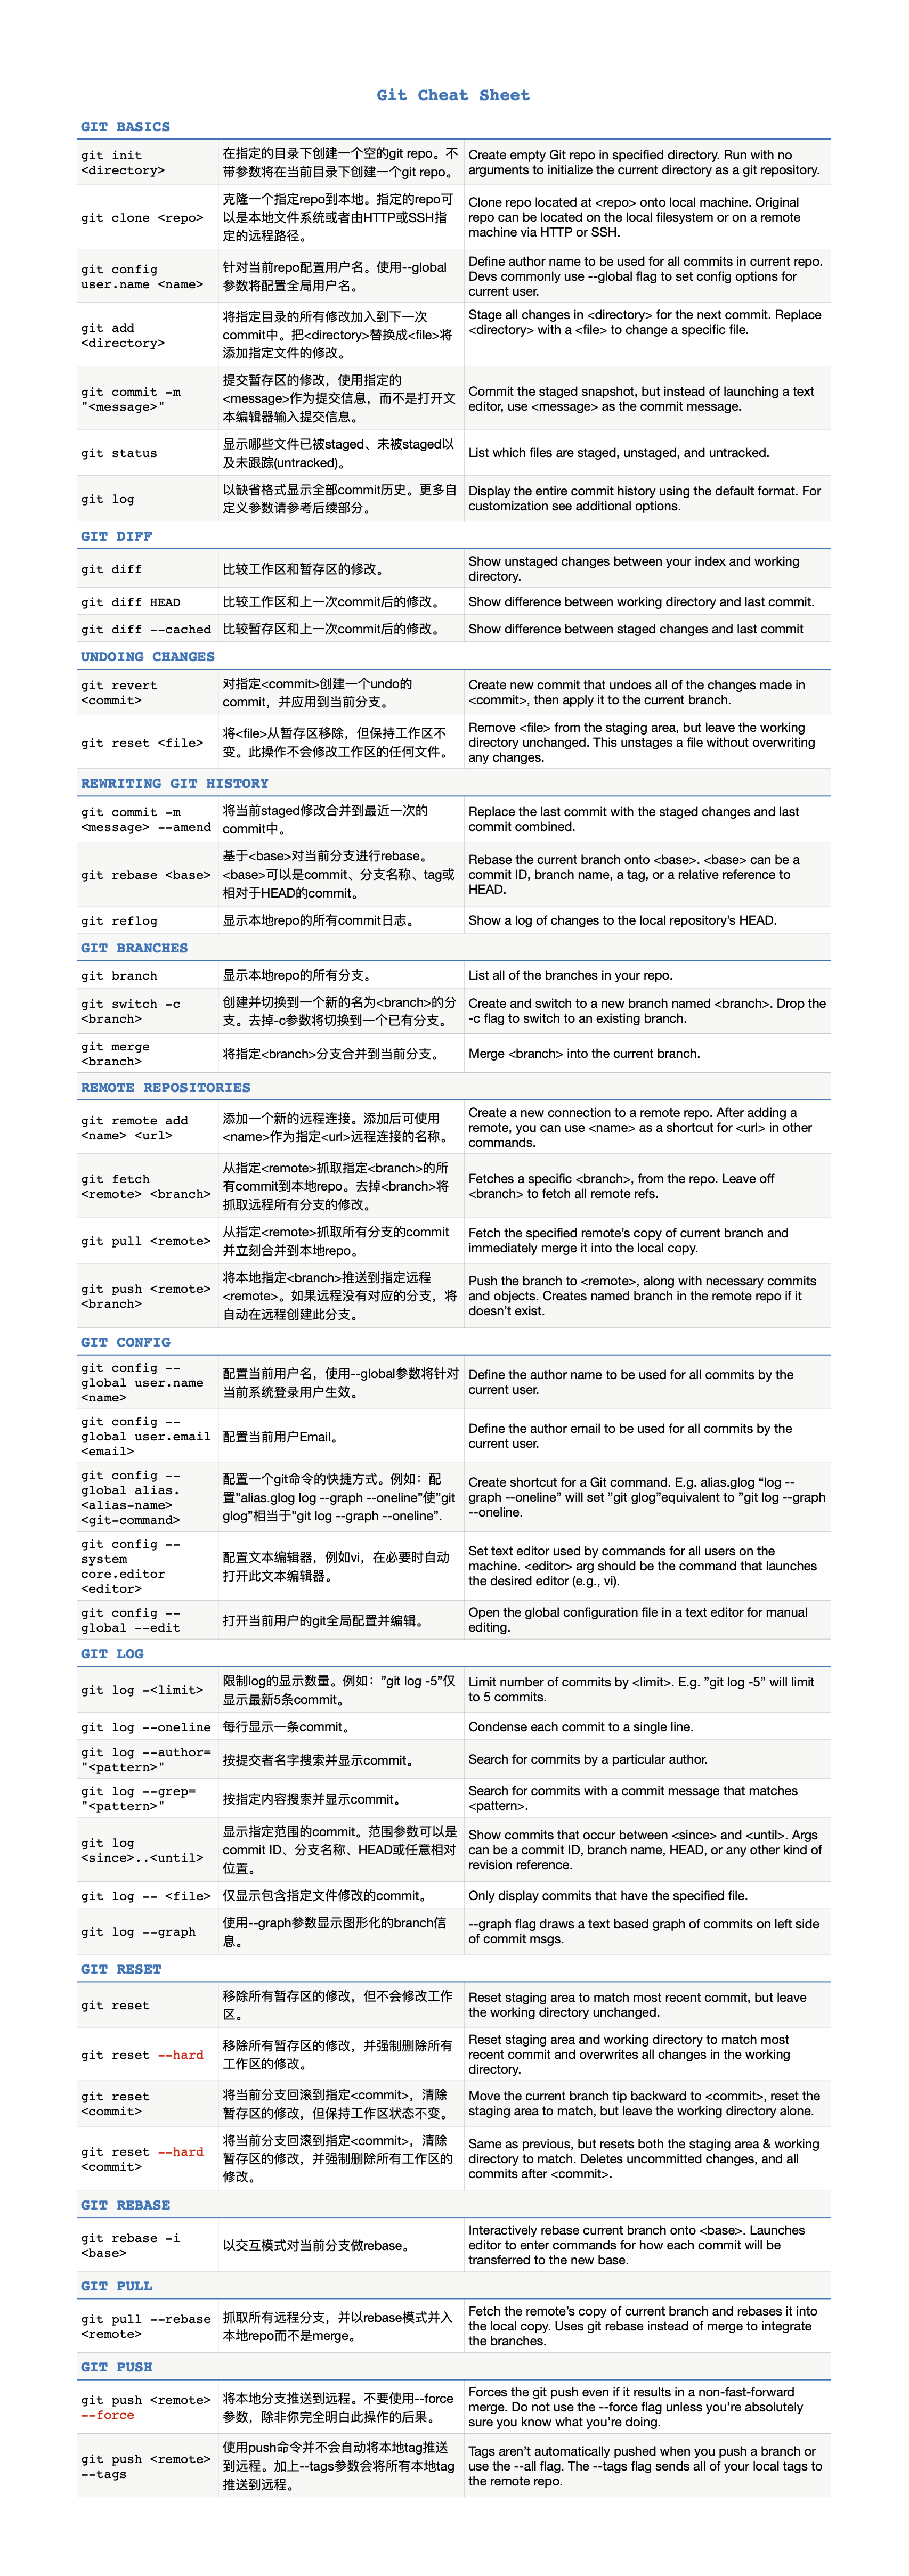 Git Cheat Sheet
GIT BASICS
git init
<directory>
在指定的目录下创建一个空的git repo。不
带参数将在当前目录下创建一个git repo。
Create empty Git repo in specified directory. Run with no
arguments to initialize the current directory as a git repository.
git clone <repo>
克隆一个指定repo到本地。指定的repo可
以是本地文件系统或者由HTTP或SSH指
定的远程路径。
Clone repo located at <repo> onto local machine. Original
repo can be located on the local filesystem or on a remote
machine via HTTP or SSH.
git config
user.name <name>
针对当前repo配置用户名。使用--global
参数将配置全局用户名。
Define author name to be used for all commits in current repo.
Devs commonly use --global flag to set config options for
current user.
git add
<directory>
将指定目录的所有修改加入到下一次
commit中。把<directory>替换成<file>将
添加指定文件的修改。
Stage all changes in <directory> for the next commit. Replace
<directory> with a <file> to change a specific file.
git commit -m
"<message>"
提交暂存区的修改，使用指定的
<message>作为提交信息，而不是打开文
本编辑器输入提交信息。
Commit the staged snapshot, but instead of launching a text
editor, use <message> as the commit message.
git status
显示哪些文件已被staged、未被staged以
及未跟踪(untracked)。
List which files are staged, unstaged, and untracked.
git log
以缺省格式显示全部commit历史。更多自
定义参数请参考后续部分。
Display the entire commit history using the default format. For
customization see additional options.
GIT DIFF
git diff
比较工作区和暂存区的修改。
Show unstaged changes between your index and working
directory.
git diff HEAD
比较工作区和上一次commit后的修改。
Show difference between working directory and last commit.
git diff --cached
比较暂存区和上一次commit后的修改。
Show difference between staged changes and last commit
UNDOING CHANGES
git revert
<commit>
对指定<commit>创建一个undo的
commit，并应用到当前分支。
Create new commit that undoes all of the changes made in
<commit>, then apply it to the current branch.
git reset <file>
将<file>从暂存区移除，但保持工作区不
变。此操作不会修改工作区的任何文件。
Remove <file> from the staging area, but leave the working
directory unchanged. This unstages a file without overwriting
any changes.
REWRITING GIT HISTORY
git commit -m
<message> --amend
将当前staged修改合并到最近一次的
commit中。
Replace the last commit with the staged changes and last
commit combined.
git rebase <base>
基于<base>对当前分支进行rebase。
<base>可以是commit、分支名称、tag或
相对于HEAD的commit。
Rebase the current branch onto <base>. <base> can be a
commit ID, branch name, a tag, or a relative reference to
HEAD.
git reflog
显示本地repo的所有commit日志。
Show a log of changes to the local repository’s HEAD.
GIT BRANCHES
git branch
显示本地repo的所有分支。
List all of the branches in your repo.
git switch -c
<branch>
创建并切换到一个新的名为<branch>的分
支。去掉-c参数将切换到一个已有分支。
Create and switch to a new branch named <branch>. Drop the
-c flag to switch to an existing branch.
git merge
<branch>
将指定<branch>分支合并到当前分支。
Merge <branch> into the current branch.
REMOTE REPOSITORIES
git remote add
<name> <url>
添加一个新的远程连接。添加后可使用
<name>作为指定<url>远程连接的名称。
Create a new connection to a remote repo. After adding a
remote, you can use <name> as a shortcut for <url> in other
commands.
git fetch
<remote> <branch>
从指定<remote>抓取指定<branch>的所
有commit到本地repo。去掉<branch>将
抓取远程所有分支的修改。
Fetches a specific <branch>, from the repo. Leave off
<branch> to fetch all remote refs.
git pull <remote>
从指定<remote>抓取所有分支的commit
并立刻合并到本地repo。
Fetch the specified remote’s copy of current branch and
immediately merge it into the local copy.
git push <remote>
<branch>
将本地指定<branch>推送到指定远程
<remote>。如果远程没有对应的分支，将
自动在远程创建此分支。
Push the branch to <remote>, along with necessary commits
and objects. Creates named branch in the remote repo if it
doesn’t exist.
GIT CONFIG
git config --
global user.name
<name>
配置当前用户名，使用--global参数将针对
当前系统登录用户生效。
Define the author name to be used for all commits by the
current user.
git config --
global user.email
<email>
配置当前用户Email。
Define the author email to be used for all commits by the
current user.
git config --
global alias.
<alias-name>
<git-command>
配置一个git命令的快捷方式。例如：配
置”alias.glog log --graph --oneline”使”git
glog”相当于”git log --graph --oneline”.
Create shortcut for a Git command. E.g. alias.glog “log --
graph --oneline” will set ”git glog”equivalent to ”git log --graph
--oneline.
git config --
system
core.editor
<editor>
配置文本编辑器，例如vi，在必要时自动
打开此文本编辑器。
Set text editor used by commands for all users on the
machine. <editor> arg should be the command that launches
the desired editor (e.g., vi).
git config --
global --edit
打开当前用户的git全局配置并编辑。
Open the global configuration file in a text editor for manual
editing.
GIT LOG
git log -<limit>
限制log的显示数量。例如：”git log -5”仅
显示最新5条commit。
Limit number of commits by <limit>. E.g. ”git log -5” will limit
to 5 commits.
git log --oneline
每行显示一条commit。
Condense each commit to a single line.
git log --author=
"<pattern>"
按提交者名字搜索并显示commit。
Search for commits by a particular author.
git log --grep=
"<pattern>"
按指定内容搜索并显示commit。
Search for commits with a commit message that matches
<pattern>.
git log
<since>..<until>
显示指定范围的commit。范围参数可以是
commit ID、分支名称、HEAD或任意相对
位置。
Show commits that occur between <since> and <until>. Args
can be a commit ID, branch name, HEAD, or any other kind of
revision reference.
git log -- <file>
仅显示包含指定文件修改的commit。
Only display commits that have the specified file.
git log --graph
使用--graph参数显示图形化的branch信
息。
--graph flag draws a text based graph of commits on left side
of commit msgs.
GIT RESET
git reset
移除所有暂存区的修改，但不会修改工作
区。
Reset staging area to match most recent commit, but leave
the working directory unchanged.
git reset --hard
移除所有暂存区的修改，并强制删除所有
工作区的修改。
Reset staging area and working directory to match most
recent commit and overwrites all changes in the working
directory.
git reset
<commit>
将当前分支回滚到指定<commit>，清除
暂存区的修改，但保持工作区状态不变。
Move the current branch tip backward to <commit>, reset the
staging area to match, but leave the working directory alone.
git reset --hard
<commit>
将当前分支回滚到指定<commit>，清除
暂存区的修改，并强制删除所有工作区的
修改。
Same as previous, but resets both the staging area & working
directory to match. Deletes uncommitted changes, and all
commits after <commit>.
GIT REBASE
git rebase -i
<base>
以交互模式对当前分支做rebase。
Interactively rebase current branch onto <base>. Launches
editor to enter commands for how each commit will be
transferred to the new base.
GIT PULL
git pull --rebase
<remote>
抓取所有远程分支，并以rebase模式并入
本地repo而不是merge。
Fetch the remote’s copy of current branch and rebases it into
the local copy. Uses git rebase instead of merge to integrate
the branches.
GIT PUSH
git push <remote>
--force
将本地分支推送到远程。不要使用--force
参数，除非你完全明白此操作的后果。
Forces the git push even if it results in a non-fast-forward
merge. Do not use the --force flag unless you’re absolutely
sure you know what you’re doing.
git push <remote>
--tags
使用push命令并不会自动将本地tag推送
到远程。加上--tags参数会将所有本地tag
推送到远程。
Tags aren’t automatically pushed when you push a branch or
use the --all flag. The --tags flag sends all of your local tags to
the remote repo.